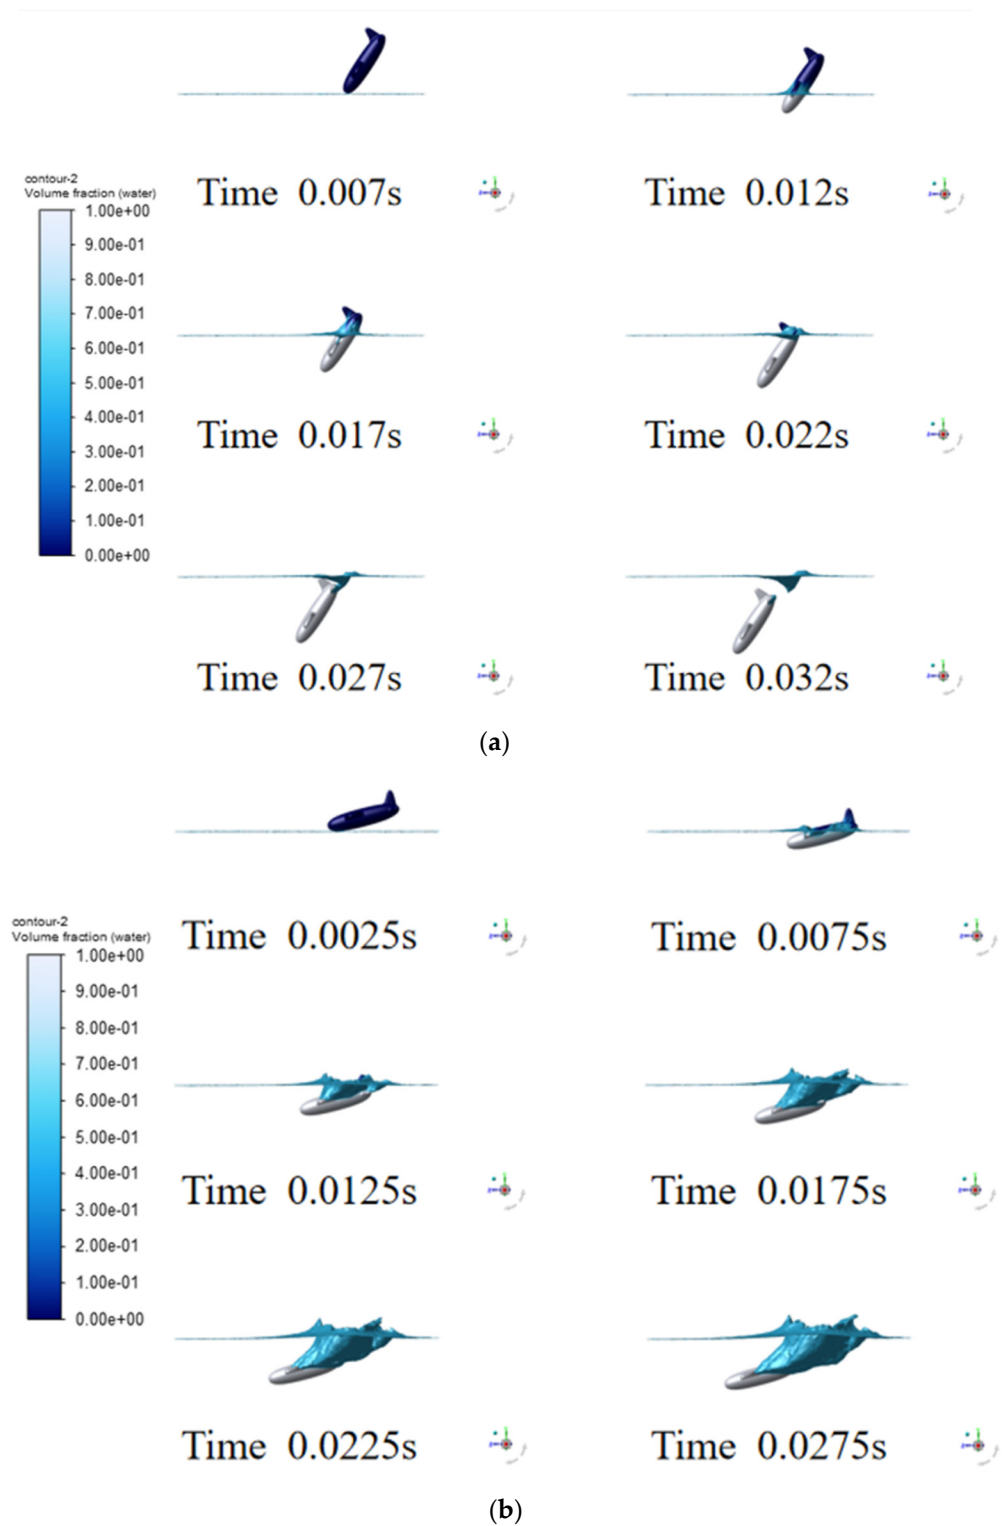 Time 0.007s
Time 0.012s
contour-2
Volume fraction (water)
1.00e+00
9.00e-01
8.00e-01
7.00e-01
6.00e-01
5.00e-01
4.00e-01
3.00e-01
2.00e-01
1.00e-01
0.00e+00
Time 0.017s
Time 0.022s
Time 0.027s
Time 0.032s
(a)
Time 0.0025s
Time 0.0075s
contour-2
Volume fraction (water)
1.00e+00
9.00e-01
8.00e-01
7.00e-01
6.00e-01
5.00e-01
4.00e-01
3.00e-01
2.00e-01
1.00e-01
0.00e+00
Time 0.0125s
Time 0.0175s
Time 0.0225s
Time 0.0275s
(b)